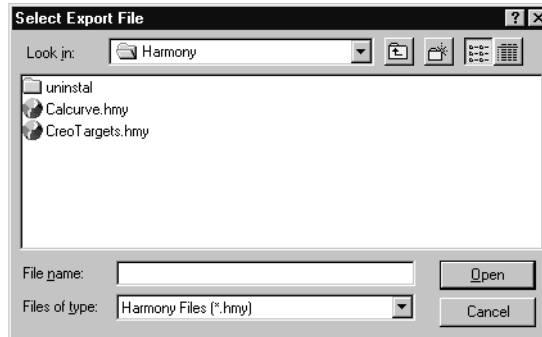 Select Export File
Look in: Harmony
uninstal
Calcurve.hmy
CreoTargets.hmy
File name:
Open
Files of type: Harmony Files (*.hmy)
Cancel